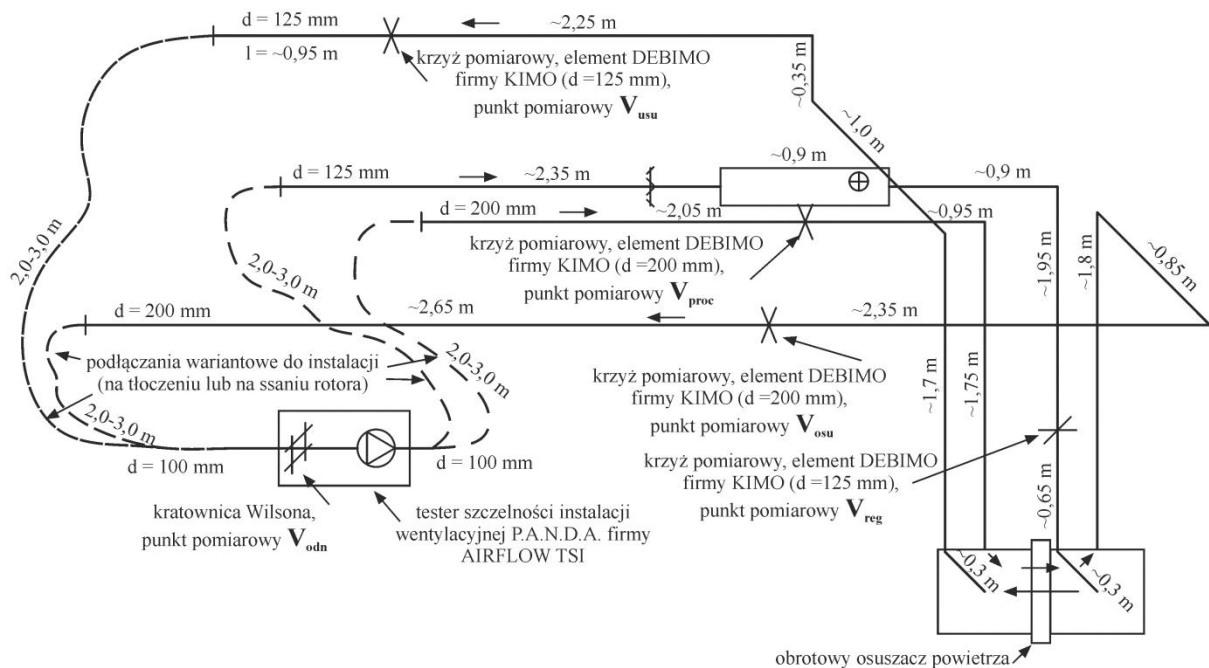 d = 125 mm
l = ~0,95 m
~2,25 m
krzyż pomiarowy, element DEBIMO
firmy KIMO (d =125 mm),
punkt pomiarowy Vusu
~0,35 m
~1,0 m
2,0-3,0 m
d = 125 mm
~2,35 m
~0,9 m
~0,9 m
d = 200 mm
~2,05 m
~0,95 m
krzyż pomiarowy, element DEBIMO
firmy KIMO (d =200 mm),
punkt pomiarowy Vproc
2,0-3,0 m
~1,95 m
~1,8 m
~0,85 m
d = 200 mm
~2,65 m
~2,35 m
podłączania wariantowe do instalacji
(na tłoczeniu lub na ssaniu rotora)
2,0-3,0 m
2,0-3,0 m
krzyż pomiarowy, element DEBIMO
firmy KIMO (d =200 mm),
punkt pomiarowy Vosu
~1,7 m
~1,75 m
d = 100 mm
d = 100 mm
krzyż pomiarowy, element DEBIMO
firmy KIMO (d =125 mm),
punkt pomiarowy Vreg
~0,65 m
kratownica Wilsona,
punkt pomiarowy Vodn
tester szczelności instalacji
wentylacyjnej P.A.N.D.A. firmy
AIRFLOW TSI
~0,3 m
~0,3 m
obrotowy osuszacz powietrza